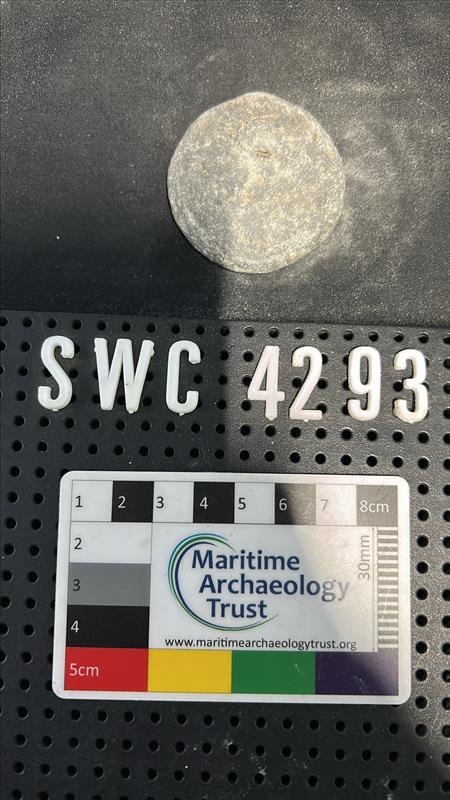 SWC 4293
1 2 3 4 5 6 7 8cm
2
3
4
5cm
30mm
Maritime
Archaeology
Trust
www.maritimearchaeologytrust.org